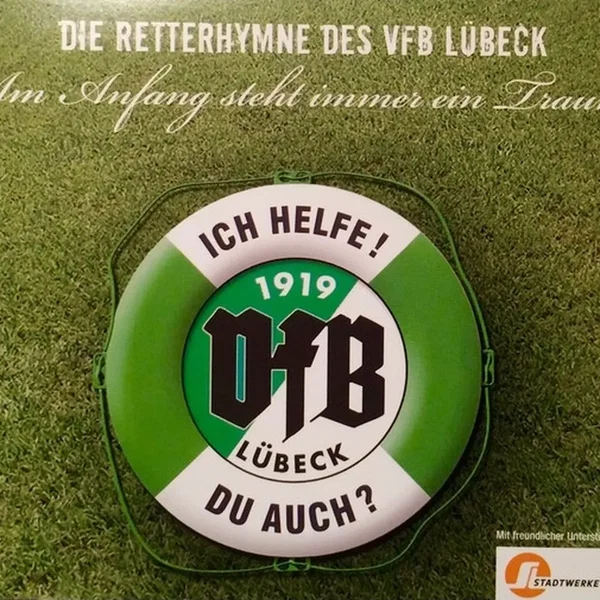 DIE RETTERHYMNE DES VFB LÜBECK
Am Anfang steht immer ein Traum
ICH HELFE!
1919
VfB
LÜBECK
DU AUCH?
Mit freundlicher
STADTWERKE